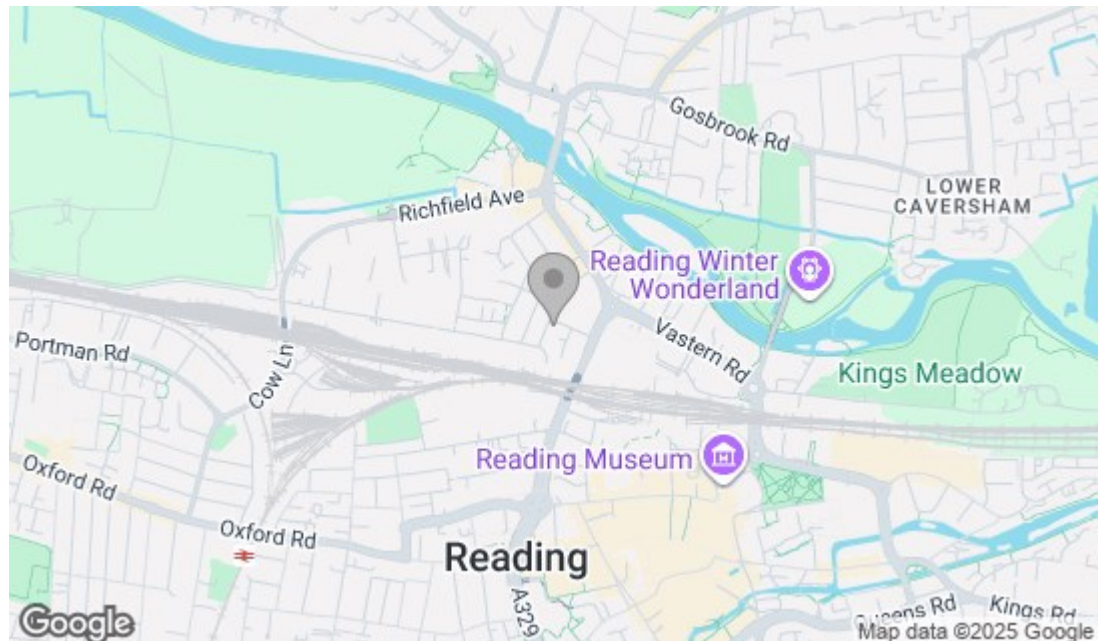 Gosbrook Rd
LOWER
CAVERSHAM
Richfield Ave
Reading Winter
Wonderland
Vastern Rd
Portman Rd
Cow Ln
Kings Meadow
Reading Museum
Oxford Rd
Oxford Rd
Reading
A329
Queens Rd
Kings Rd
Google
Map data ©2025 Google